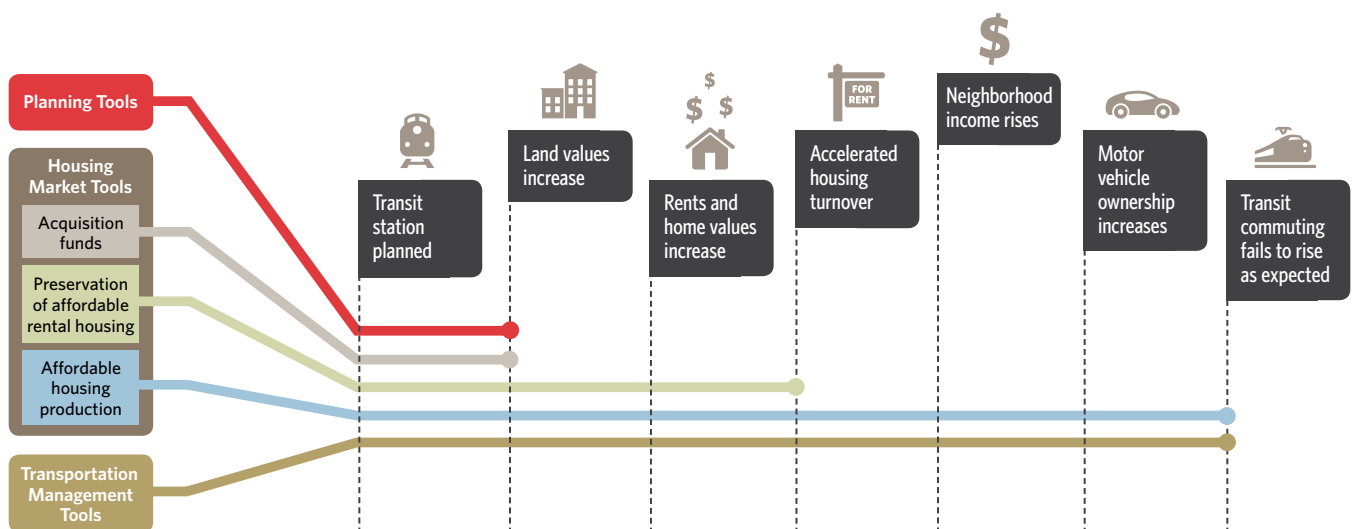 Planning Tools
Housing
Market Tools
Acquisition
funds
Preservation
of affordable
rental housing
Affordable
housing
production
Transportation
Management
Tools
Transit
station
planned
Land values
increase
$
$ $
Rents and
home values
increase
FOR
RENT
Accelerated
housing
turnover
$
Neighborhood
income rises
Motor
vehicle
ownership
increases
Transit
commuting
fails to rise
as expected